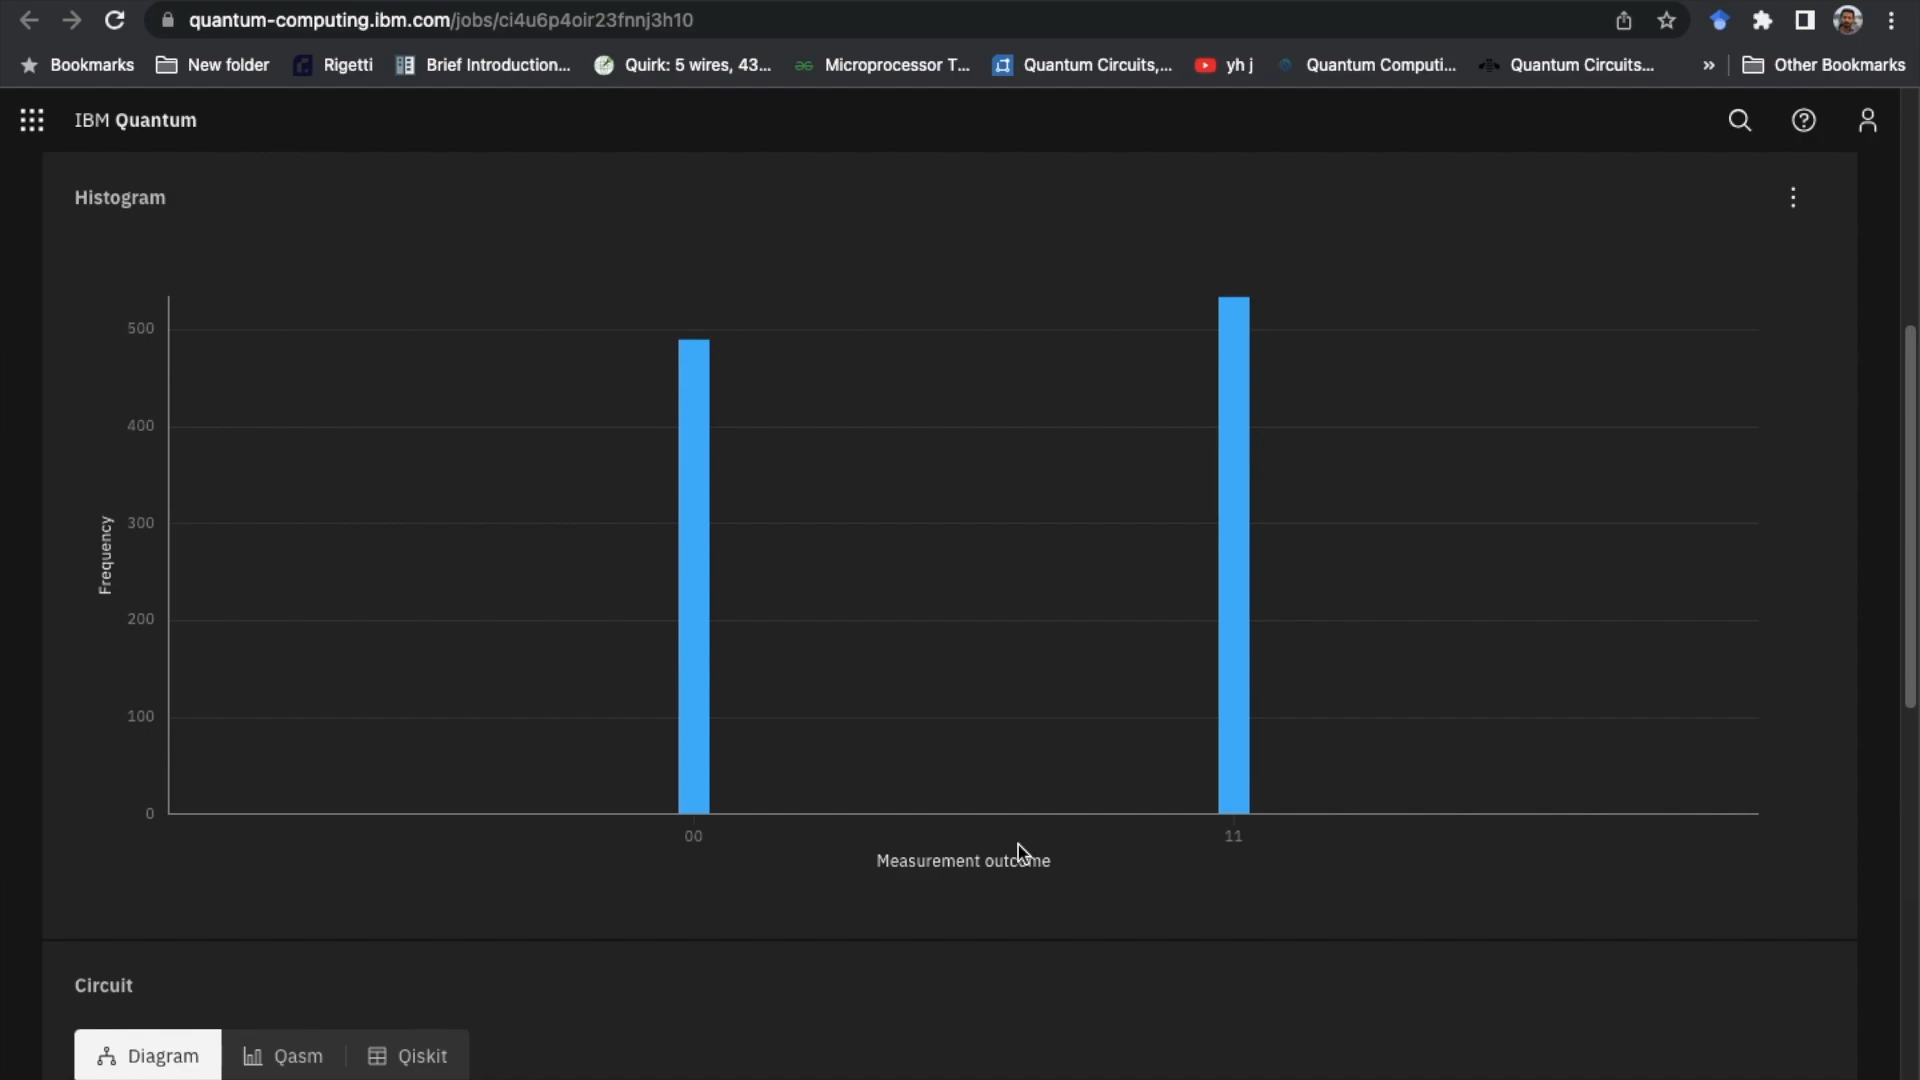 quantum-computing.ibm.com/jobs/ci4u6p4oir23fnnj3h10
Bookmarks New folder Rigetti Brief Introduction... Quirk: 5 wires, 43... Microprocessor T... Quantum Circuits,... yh j Quantum Computi... Quantum Circuits... » Other Bookmarks
IBM Quantum
Histogram
500
400
300
200
100
0
Frequency
00
11
Measurement outcome
Circuit
Diagram Qasm Qiskit